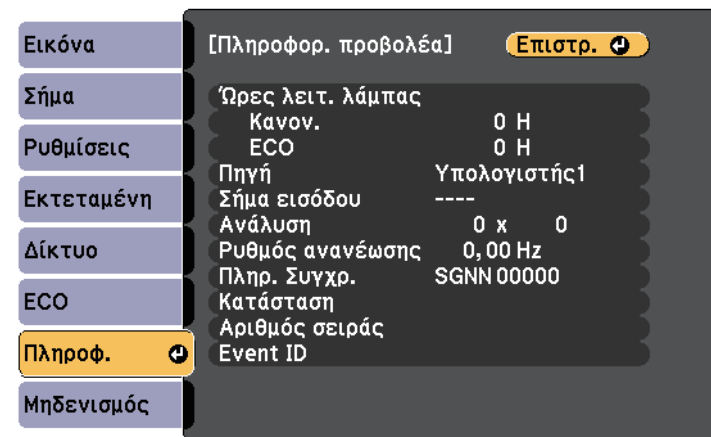 Εικόνα
Σήμα
Ρυθμίσεις
Εκτεταμένη
Δίκτυο
ECO
Πληροφ.
Μηδενισμός
[Πληροφορ. προβολέα] Επιστρ.
Ώρες λειτ. λάμπας
Κανον. 0 H
ECO 0 H
Πηγή Υπολογιστής1
Σήμα εισόδου ----
Ανάλυση 0 x 0
Ρυθμός ανανέωσης 0,00 Hz
Πληρ. Συγχρ. SGNN 00000
Κατάσταση
Αριθμός σειράς
Event ID